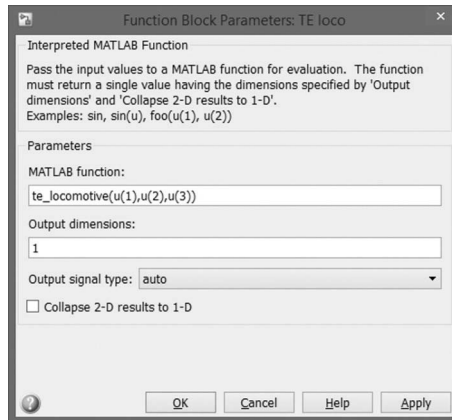 Function Block Parameters: TE loco
×
Interpreted MATLAB Function
Pass the input values to a MATLAB function for evaluation. The function
must return a single value having the dimensions specified by 'Output
dimensions' and 'Collapse 2-D results to 1-D'.
Examples: sin, sin(u), foo(u(1), u(2))
Parameters
MATLAB function:
te_locomotive(u(1),u(2),u(3))
Output dimensions:
1
Output signal type: auto
Collapse 2-D results to 1-D
?
OK Cancel Help Apply